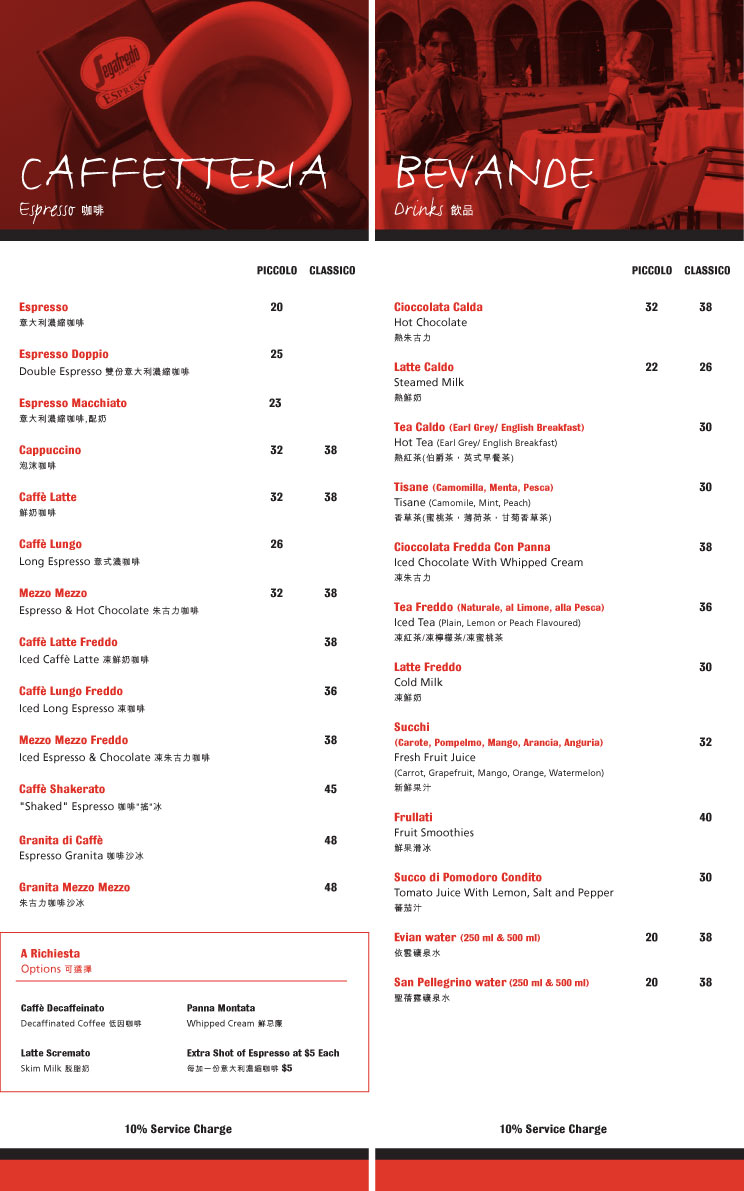 Segafredo
ESPRESSO
CAFFETTERIA
Espresso 咖啡
PICCOLO CLASSICO
Espresso 20
意大利濃縮咖啡
Espresso Doppio 25
Double Espresso 雙份意大利濃縮咖啡
Espresso Macchiato 23
意大利濃縮咖啡,配奶
Cappuccino 32 38
泡沫咖啡
Caffè Latte 32 38
鮮奶咖啡
Caffè Lungo 26
Long Espresso 意式濃咖啡
Mezzo Mezzo 32 38
Espresso & Hot Chocolate 朱古力咖啡
Caffè Latte Freddo 38
Iced Caffè Latte 凍鮮奶咖啡
Caffè Lungo Freddo 36
Iced Long Espresso 凍咖啡
Mezzo Mezzo Freddo 38
Iced Espresso & Chocolate 凍朱古力咖啡
Caffè Shakerato 45
"Shaked" Espresso 咖啡"搖"冰
Granita di Caffè 48
Espresso Granita 咖啡沙冰
Granita Mezzo Mezzo 48
朱古力咖啡沙冰
A Richiesta
Options 可選擇
Caffè Decaffeinato
Decaffinated Coffee 低因咖啡
Panna Montata
Whipped Cream 鮮忌廉
Latte Scremato
Skim Milk 脫脂奶
Extra Shot of Espresso at $5 Each
每加一份意大利濃縮咖啡 $5
10% Service Charge
BEVANDE
Drinks 飲品
PICCOLO CLASSICO
Cioccolata Calda 32 38
Hot Chocolate
熱朱古力
Latte Caldo 22 26
Steamed Milk
熱鮮奶
Tea Caldo (Earl Grey/ English Breakfast) 30
Hot Tea (Earl Grey/ English Breakfast)
熱紅茶(伯爵茶，英式早餐茶)
Tisane (Camomilla, Menta, Pesca) 30
Tisane (Camomile, Mint, Peach)
香草茶(蜜桃茶，薄荷茶，甘菊香草茶)
Cioccolata Fredda Con Panna 38
Iced Chocolate With Whipped Cream
凍朱古力
Tea Freddo (Naturale, al Limone, alla Pesca) 36
Iced Tea (Plain, Lemon or Peach Flavoured)
凍紅茶/凍檸檬茶/凍蜜桃茶
Latte Freddo 30
Cold Milk
凍鮮奶
Succhi
(Carote, Pompelmo, Mango, Arancia, Anguria) 32
Fresh Fruit Juice
(Carrot, Grapefruit, Mango, Orange, Watermelon)
新鮮果汁
Frullati 40
Fruit Smoothies
鮮果滑冰
Succo di Pomodoro Condito 30
Tomato Juice With Lemon, Salt and Pepper
蕃茄汁
Evian water (250 ml & 500 ml) 20 38
依雲礦泉水
San Pellegrino water (250 ml & 500 ml) 20 38
聖蓓露礦泉水
10% Service Charge